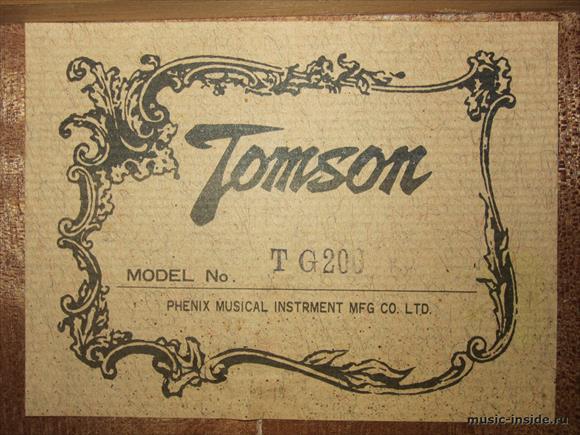 Tomson
MODEL No. T G200
PHENIX MUSICAL INSTRMENT MFG CO. LTD.
music-inside.ru